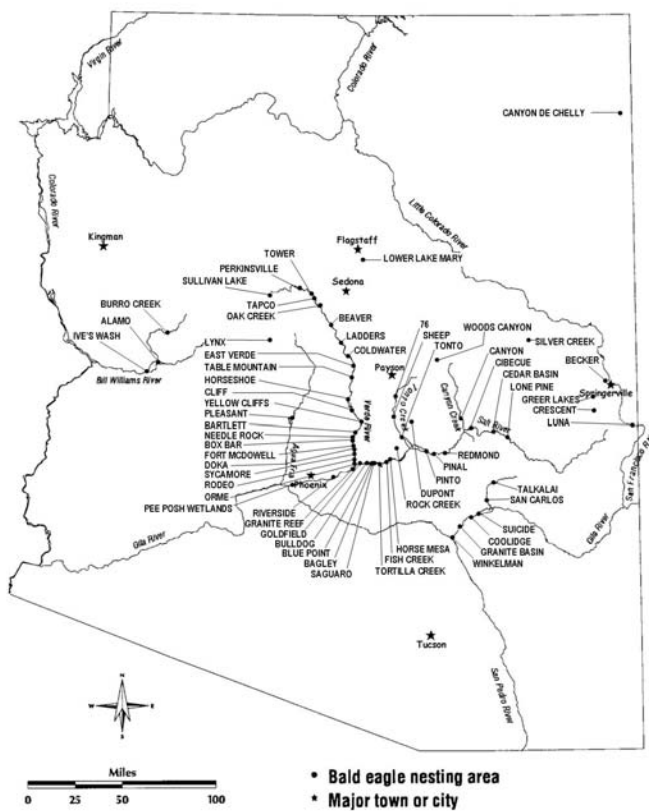 Virgin River
Colorado River
Colorado River
CANYON DE CHELLY
Little Colorado River
Kingman
Flagstaff
LOWER LAKE MARY
TOWER
PERKINSVILLE
SULLIVAN LAKE
Sedona
TAPCO
OAK CREEK
BURRO CREEK
ALAMO
IVE'S WASH
Bill Williams River
BEAVER
LADDERS
COLDWATER
LYNX
EAST VERDE
TABLE MOUNTAIN
HORSESHOE
CLIFF
YELLOW CLIFFS
PLEASANT
BARTLETT
NEEDLE ROCK
BOX BAR
FORT MCDOWELL
DOKA
SYCAMORE
RODEO
ORME
PEE POSH WETLANDS
Verde River
Agua Fria
Phoenix
76
SHEEP
TONTO
WOODS CANYON
Payson
Tonto Creek
Canyon Creek
Salt River
CANYON
CIBECUE
CEDAR BASIN
LONE PINE
SILVER CREEK
BECKER
Springerville
GREER LAKES
CRESCENT
LUNA
San Francisco R
REDMOND
PINAL
PINTO
DUPONT
ROCK CREEK
TALKALAI
SAN CARLOS
SUICIDE
COOLIDGE
GRANITE BASIN
WINKELMAN
Gila River
Gila River
RIVERSIDE
GRANITE REEF
GOLDFIELD
BULLDOG
BLUE POINT
BAGLEY
SAGUARO
HORSE MESA
FISH CREEK
TORTILLA CREEK
Tucson
San Pedro River
N
W E
S
Miles
0 25 50 100
• Bald eagle nesting area
★ Major town or city